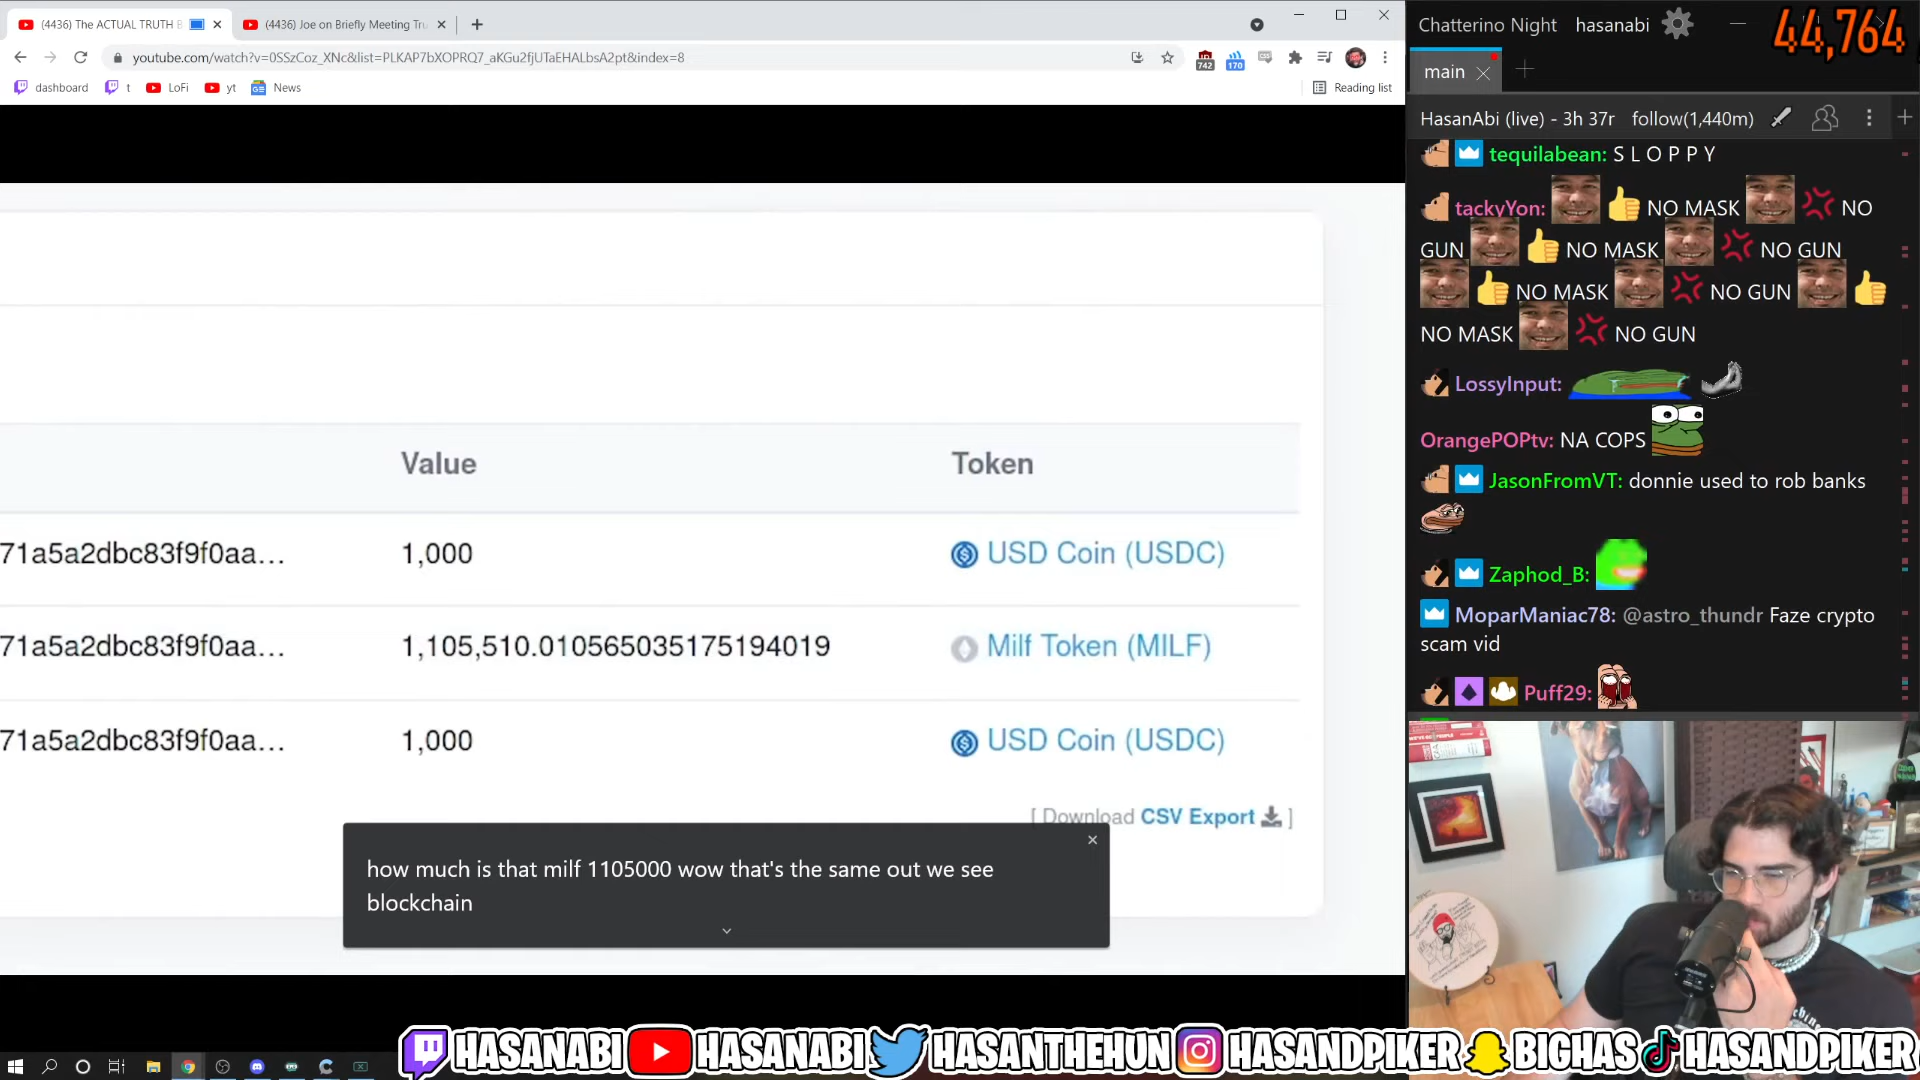 (4436) The ACTUAL TRUTH B
(4436) Joe on Briefly Meeting Tru
youtube.com/watch?v=0SSzCoz_XNc&list=PLKAP7bXOPRQ7_aKGu2fjUTaEHALbsA2pt&index=8
742
170
dashboard
t
LoFi
yt
News
Reading list
Value
Token
71a5a2dbc83f9f0aa...
1,000
USD Coin (USDC)
71a5a2dbc83f9f0aa...
1,105,510.010565035175194019
Milf Token (MILF)
71a5a2dbc83f9f0aa...
1,000
USD Coin (USDC)
[ Download CSV Export ]
how much is that milf 1105000 wow that's the same out we see
blockchain
Chatterino Night
hasanabi
44,764
main
HasanAbi (live) - 3h 37r
follow(1,440m)
tequilabean: S L O P P Y
tackyYon: NO MASK NO
GUN NO MASK NO GUN
NO MASK NO GUN
NO MASK NO GUN
LossyInput:
OrangePOPtv: NA COPS
JasonFromVT: donnie used to rob banks
Zaphod_B:
MoparManiac78: @astro_thundr Faze crypto
scam vid
Puff29:
HASANABI HASANABI HASANTHEHUN HASANDPIKER BIGHAS HASANDPIKER